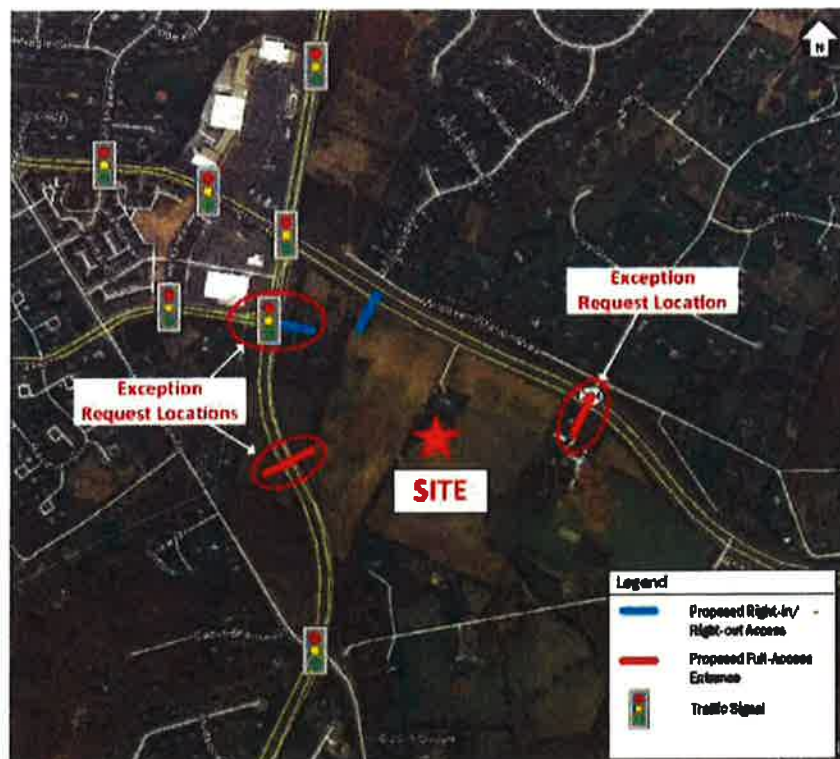 N
Exception
Request Location
Exception
Request Locations
SITE
Legend
Proposed Right-in/
Right-out Access
Proposed Full-Access
Entrance
Traffic Signal